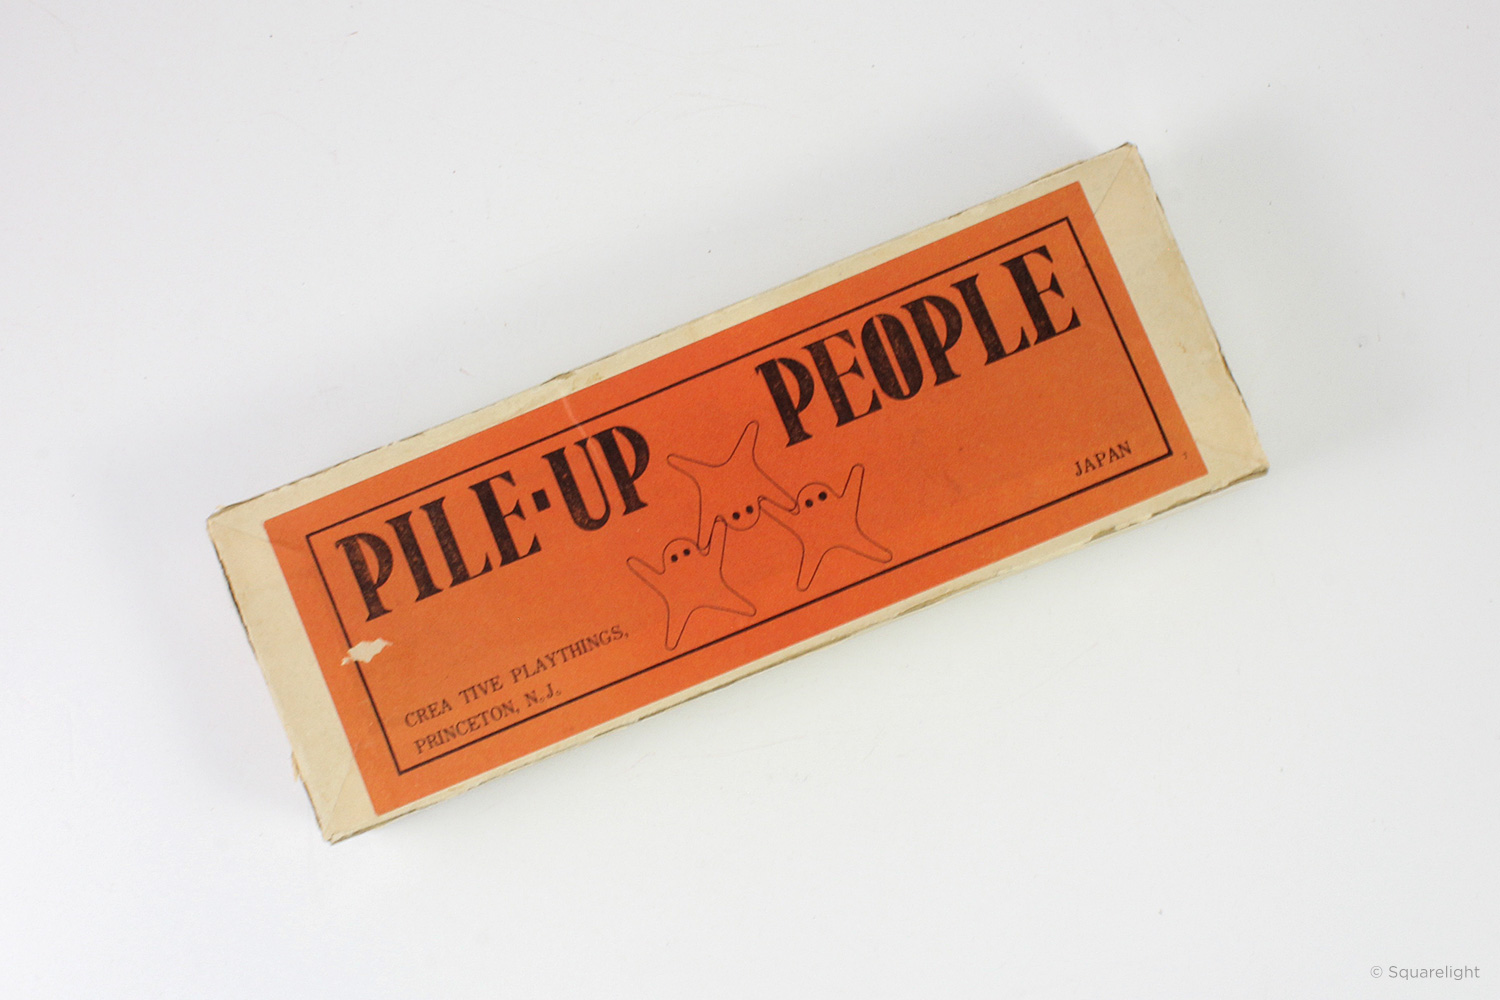 PILE-UP PEOPLE
CREA TIVE PLAYTHINGS,
PRINCETON, N.J.
JAPAN
© Squarelight